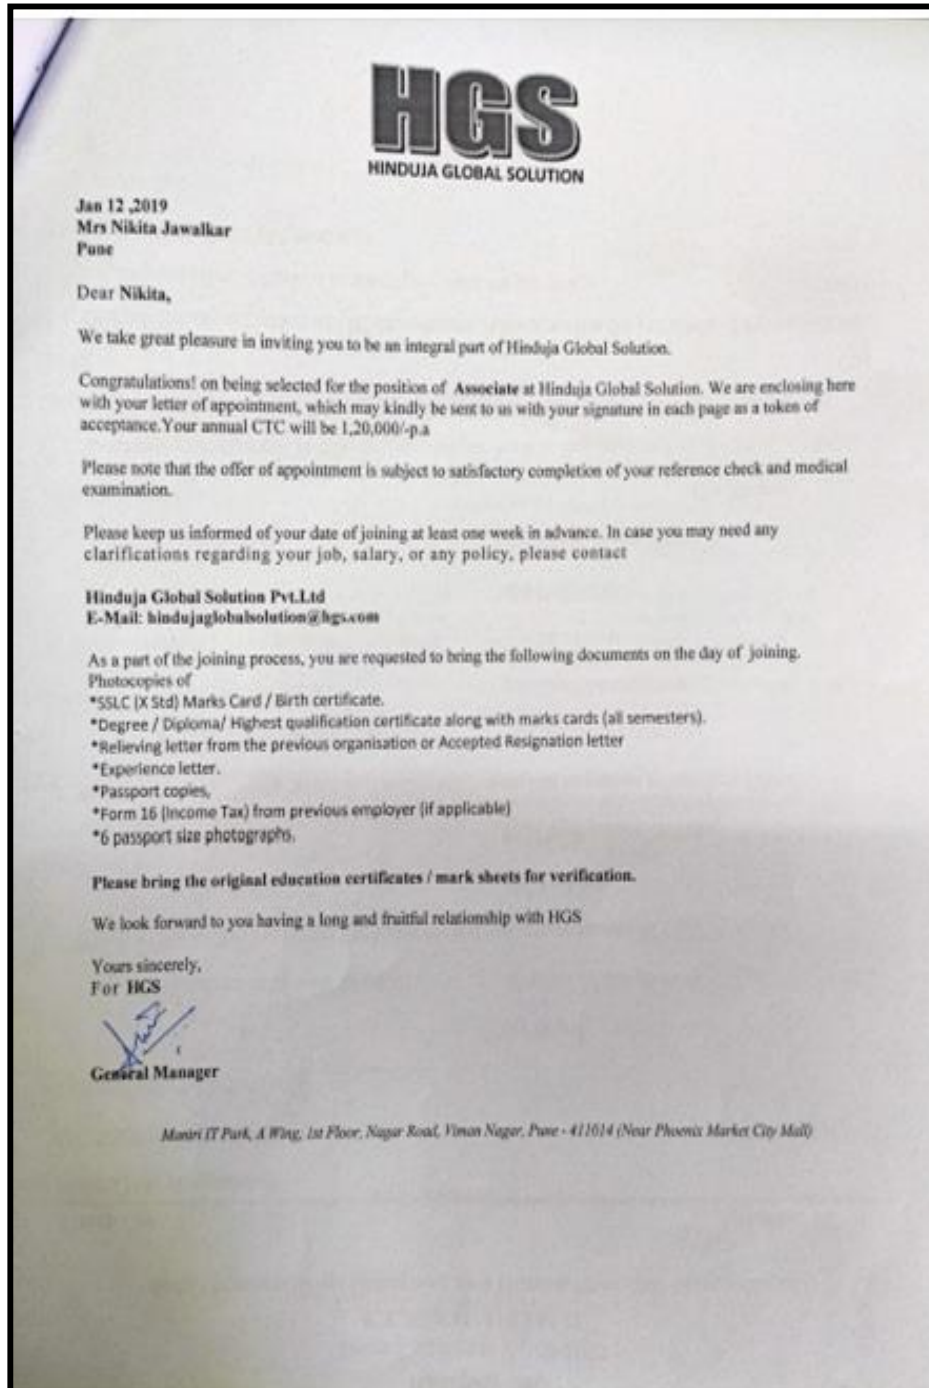 HGS
HINDUJA GLOBAL SOLUTION
Jan 12 ,2019
Mrs Nikita Jawalkar
Pune
Dear Nikita,
We take great pleasure in inviting you to be an integral part of Hinduja Global Solution.
Congratulations! on being selected for the position of Associate at Hinduja Global Solution. We are enclosing here
with your letter of appointment, which may kindly be sent to us with your signature in each page as a token of
acceptance.Your annual CTC will be 1,20,000/-p.a
Please note that the offer of appointment is subject to satisfactory completion of your reference check and medical
examination.
Please keep us informed of your date of joining at least one week in advance. In case you may need any
clarifications regarding your job, salary, or any policy, please contact
Hinduja Global Solution Pvt.Ltd
E-Mail: hindujaglobalsolution@hgs.com
As a part of the joining process, you are requested to bring the following documents on the day of joining.
Photocopies of
*SSLC (X Std) Marks Card / Birth certificate.
*Degree / Diploma/ Highest qualification certificate along with marks cards (all semesters).
*Relieving letter from the previous organisation or Accepted Resignation letter
*Experience letter.
*Passport copies,
*Form 16 (Income Tax) from previous employer (if applicable)
*6 passport size photographs.
Please bring the original education certificates / mark sheets for verification.
We look forward to you having a long and fruitful relationship with HGS
Yours sincerely,
For HGS
General Manager
IT Park, A Wing, 1st Floor, Nagar Road, Viman Nagar, Pune - 411014 (Near Phoenix Market City Mall)